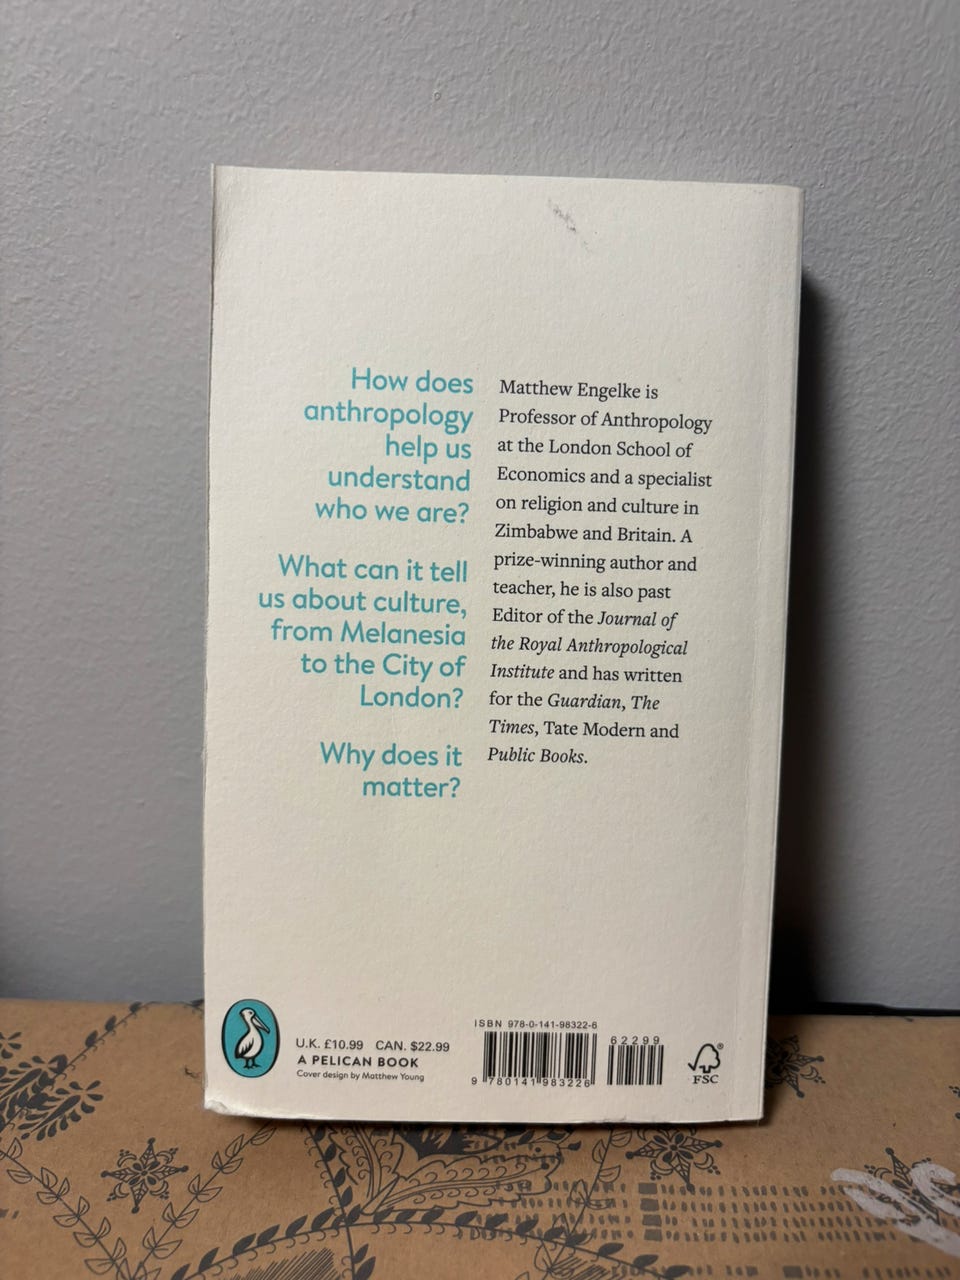 How does
anthropology
help us
understand
who we are?
What can it tell
us about culture,
from Melanesia
to the City of
London?
Why does it
matter?
Matthew Engelke is
Professor of Anthropology
at the London School of
Economics and a specialist
on religion and culture in
Zimbabwe and Britain. A
prize-winning author and
teacher, he is also past
Editor of the Journal of
the Royal Anthropological
Institute and has written
for the Guardian, The
Times, Tate Modern and
Public Books.
U.K. £10.99 CAN. $22.99
A PELICAN BOOK
Cover design by Matthew Young
ISBN 978-0-141-98322-6
62299
9 780141 983226
FSC®